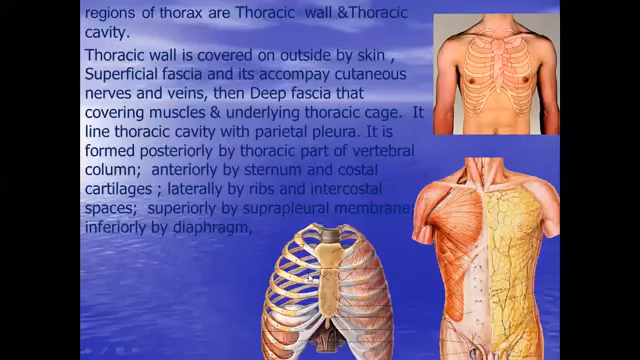 regions of thorax are Thoracic wall &Thoracic
cavity.
Thoracic wall is covered on outside by skin ,
Superficial fascia and its accompay cutaneous
nerves and veins, then Deep fascia that
covering muscles & underlying thoracic cage. It
line thoracic cavity with parietal pleura. It is
formed posteriorly by thoracic part of vertebral
column; anteriorly by sternum and costal
cartilages ; laterally by ribs and intercostal
spaces; superiorly by suprapleural membrane;
inferiorly by diaphragm,